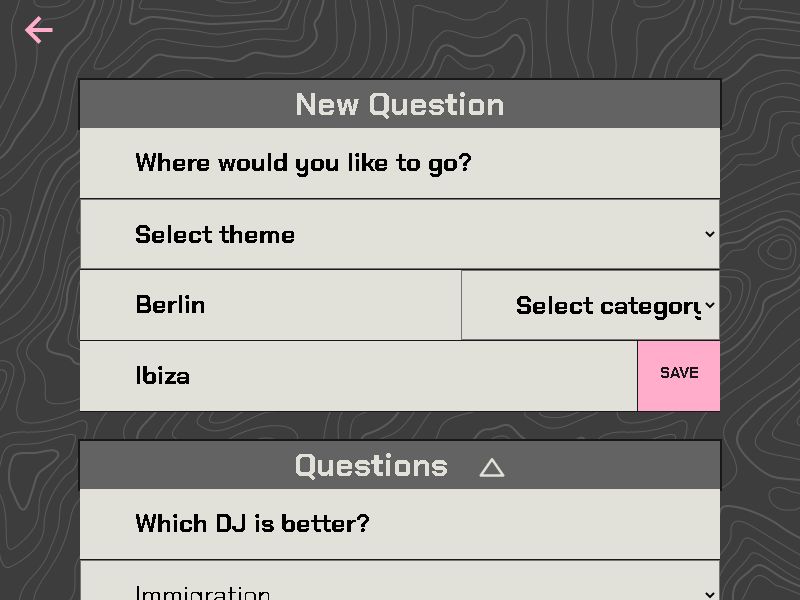 New Question
Where would you like to go?
Select theme
Berlin
Select category
Ibiza
SAVE
Questions
Which DJ is better?
Immigration